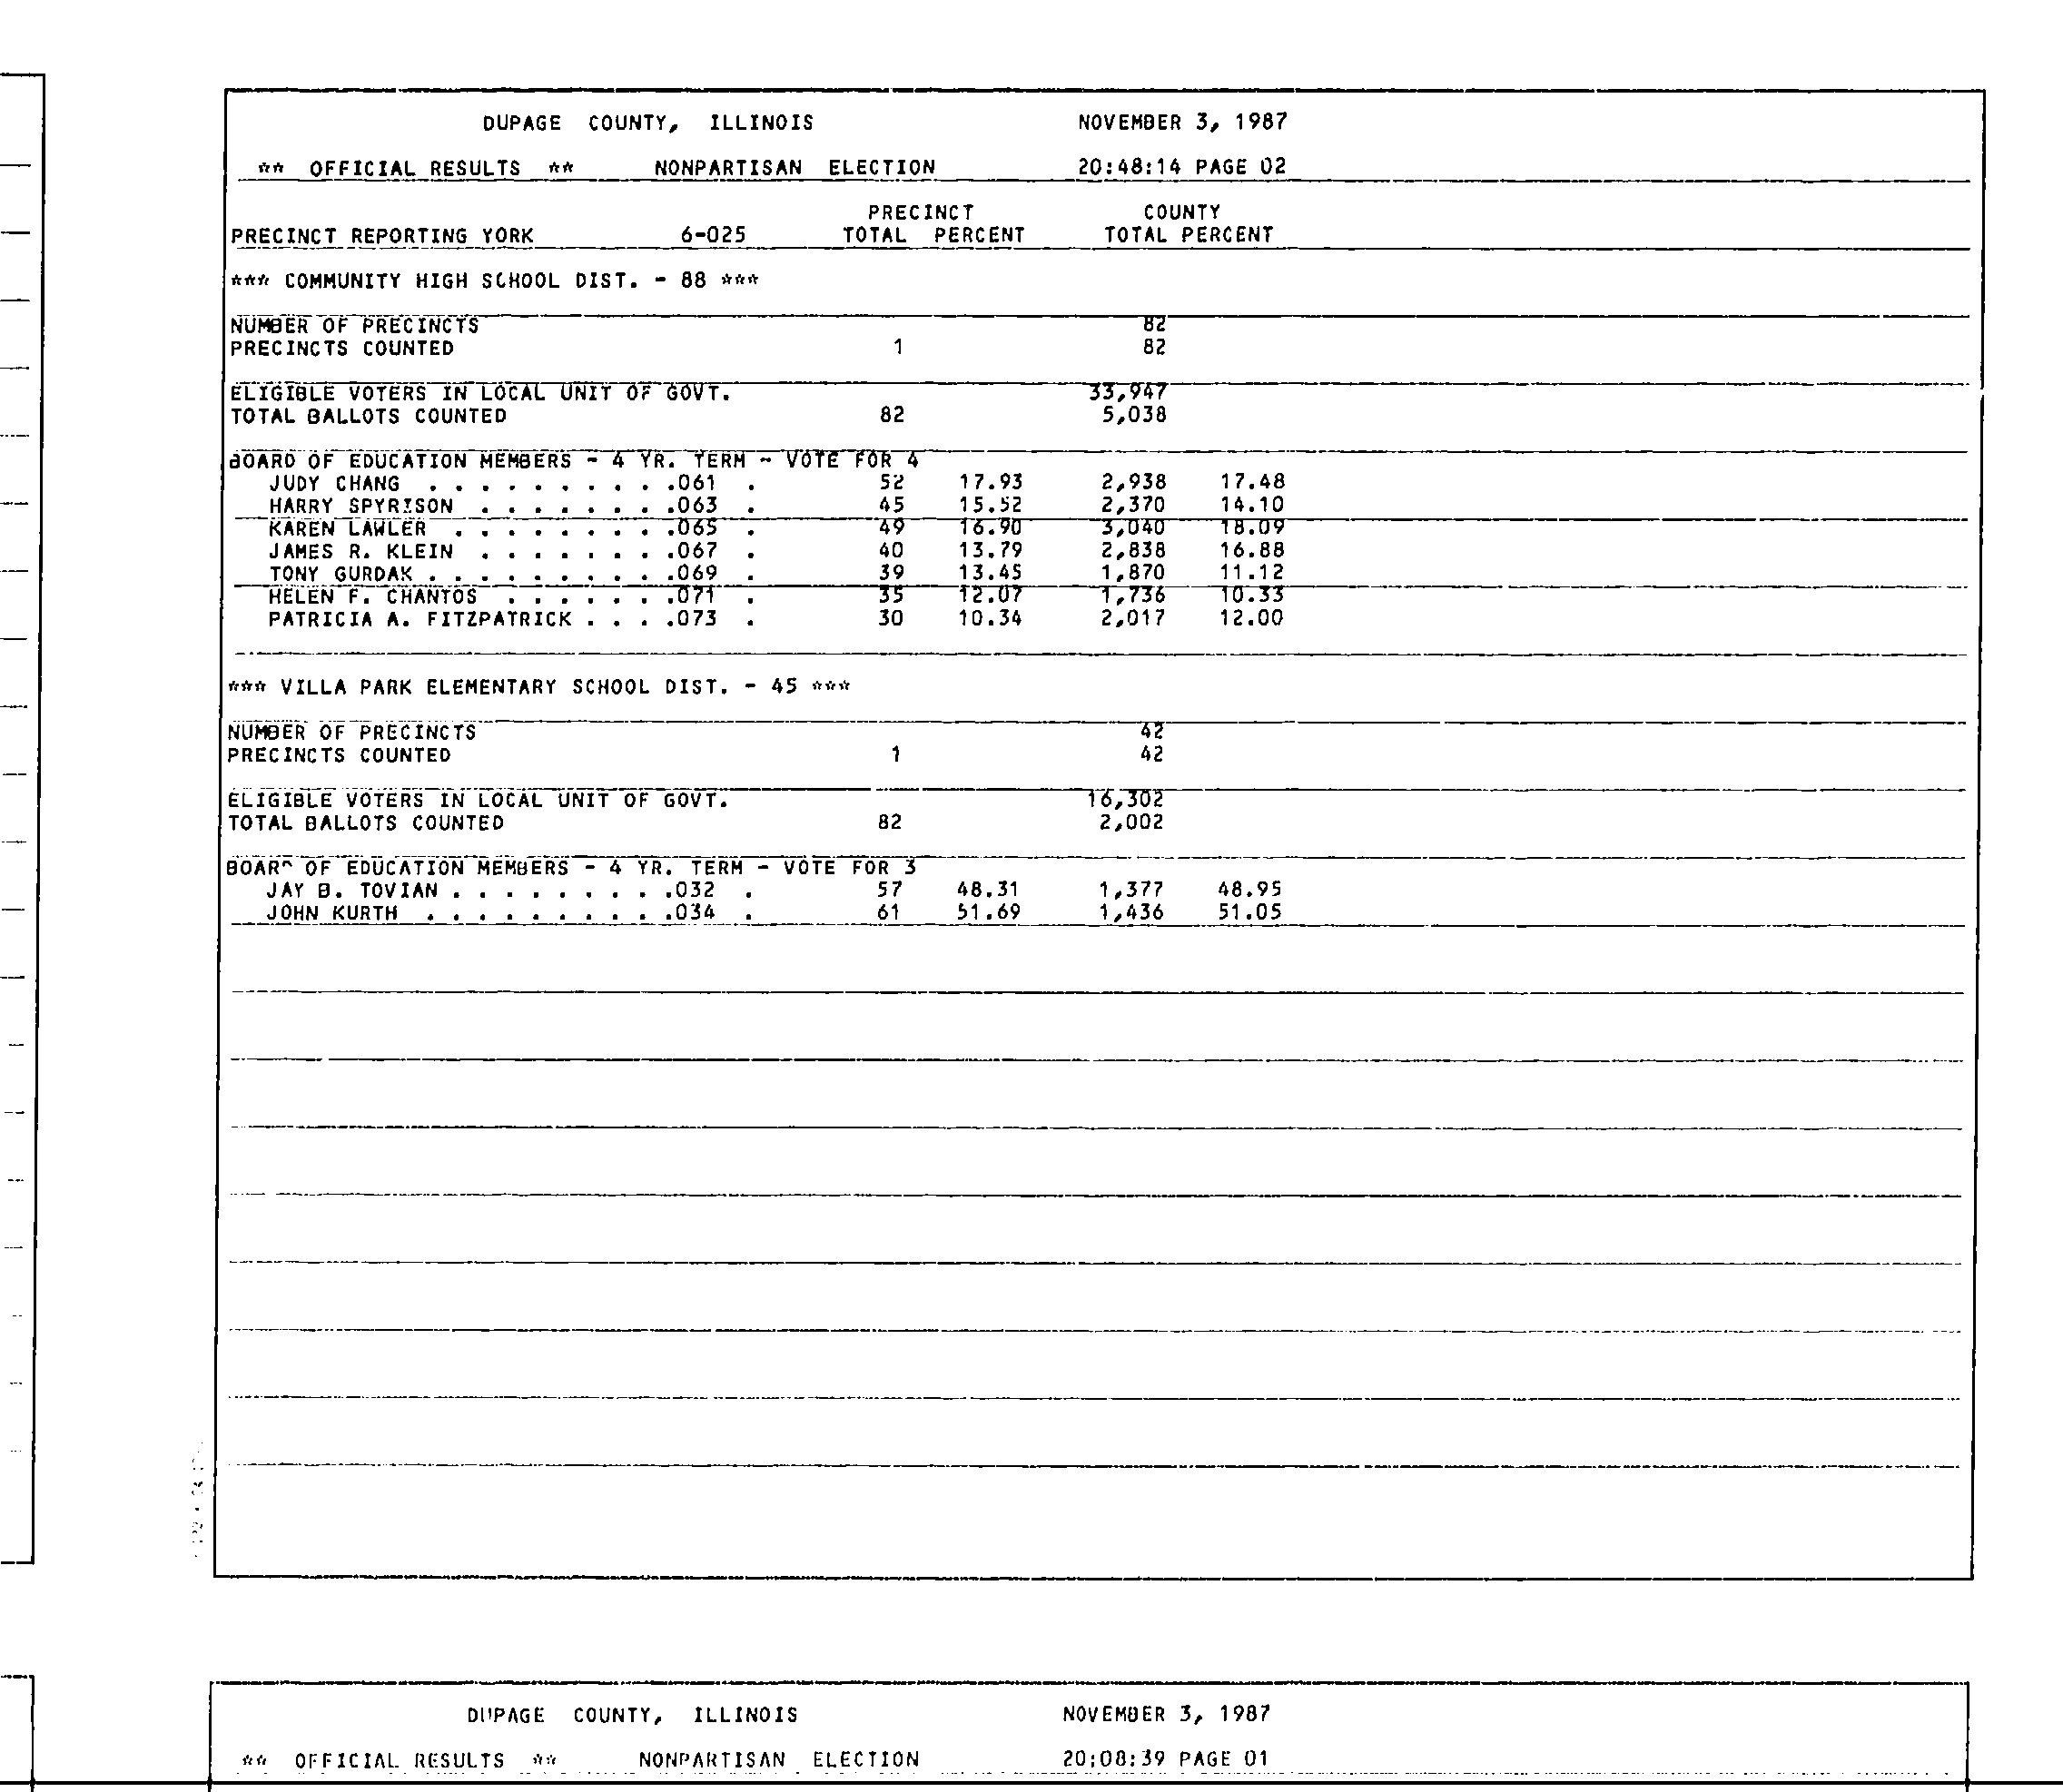 DUPAGE COUNTY, ILLINOIS NOVEMBER 3, 1987
** OFFICIAL RESULTS ** NONPARTISAN ELECTION 20:48:14 PAGE 02
PRECINCT COUNTY
PRECINCT REPORTING YORK 6-025 TOTAL PERCENT TOTAL PERCENT
*** COMMUNITY HIGH SCHOOL DIST. - 88 ***
NUMBER OF PRECINCTS 82
PRECINCTS COUNTED 1 82
ELIGIBLE VOTERS IN LOCAL UNIT OF GOVT. 33,947
TOTAL BALLOTS COUNTED 82 5,038
BOARD OF EDUCATION MEMBERS - 4 YR. TERM - VOTE FOR 4
JUDY CHANG . . . . . . . . . .061 . 52 17.93 2,938 17.48
HARRY SPYRISON . . . . . . . .063 . 45 15.52 2,370 14.10
KAREN LAWLER . . . . . . . . .065 . 49 16.90 3,040 18.09
JAMES R. KLEIN . . . . . . . .067 . 40 13.79 2,838 16.88
TONY GURDAK . . . . . . . . . .069 . 39 13.45 1,870 11.12
HELEN F. CHANTOS . . . . . . .071 . 35 12.07 1,736 10.33
PATRICIA A. FITZPATRICK . . . .073 . 30 10.34 2,017 12.00
*** VILLA PARK ELEMENTARY SCHOOL DIST. - 45 ***
NUMBER OF PRECINCTS 42
PRECINCTS COUNTED 1 42
ELIGIBLE VOTERS IN LOCAL UNIT OF GOVT. 16,302
TOTAL BALLOTS COUNTED 82 2,002
BOARD OF EDUCATION MEMBERS - 4 YR. TERM - VOTE FOR 3
JAY B. TOVIAN . . . . . . . . .032 . 57 48.31 1,377 48.95
JOHN KURTH . . . . . . . . . .034 . 61 51.69 1,436 51.05
DUPAGE COUNTY, ILLINOIS NOVEMBER 3, 1987
** OFFICIAL RESULTS ** NONPARTISAN ELECTION 20:08:39 PAGE 01